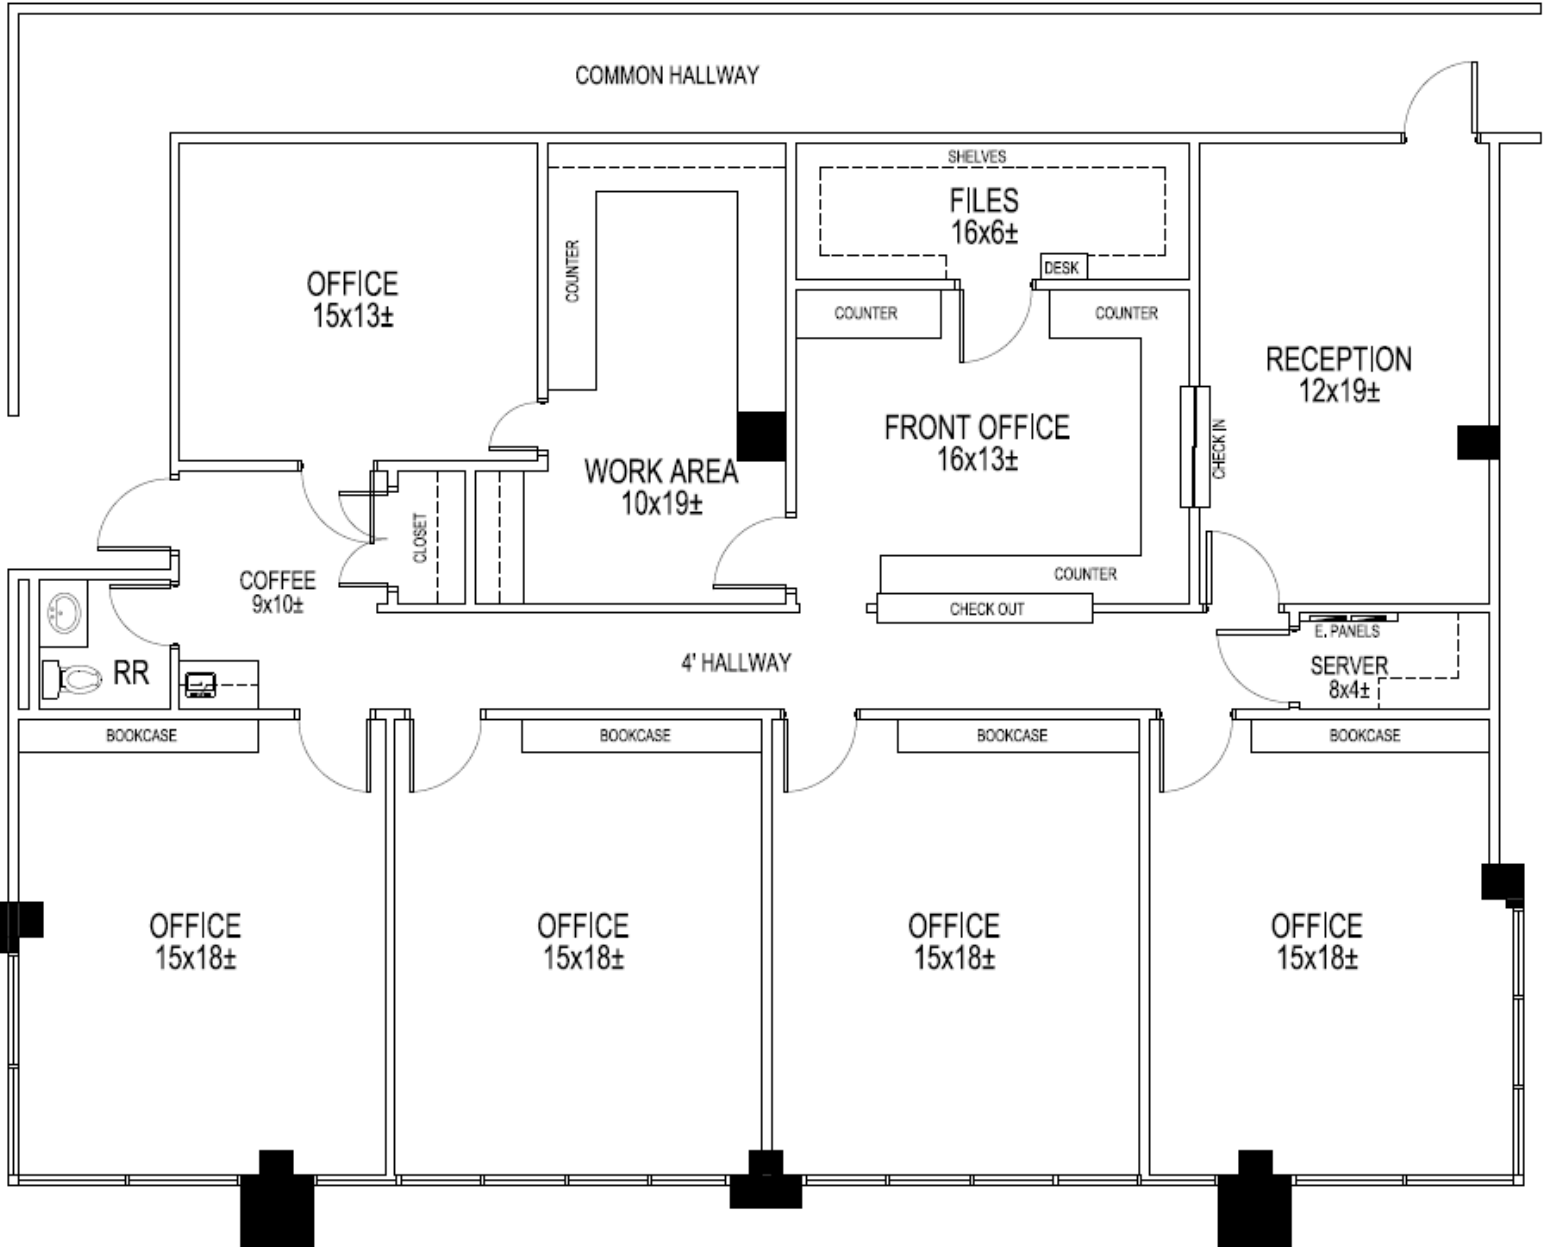 COMMON HALLWAY
SHELVES
FILES
16x6±
DESK
COUNTER
OFFICE
15x13±
COUNTER
COUNTER
RECEPTION
12x19±
CHECK IN
FRONT OFFICE
16x13±
WORK AREA
10x19±
CLOSET
COFFEE
9x10±
COUNTER
CHECK OUT
E. PANELS
SERVER
8x4±
4' HALLWAY
RR
BOOKCASE
BOOKCASE
BOOKCASE
BOOKCASE
OFFICE
15x18±
OFFICE
15x18±
OFFICE
15x18±
OFFICE
15x18±